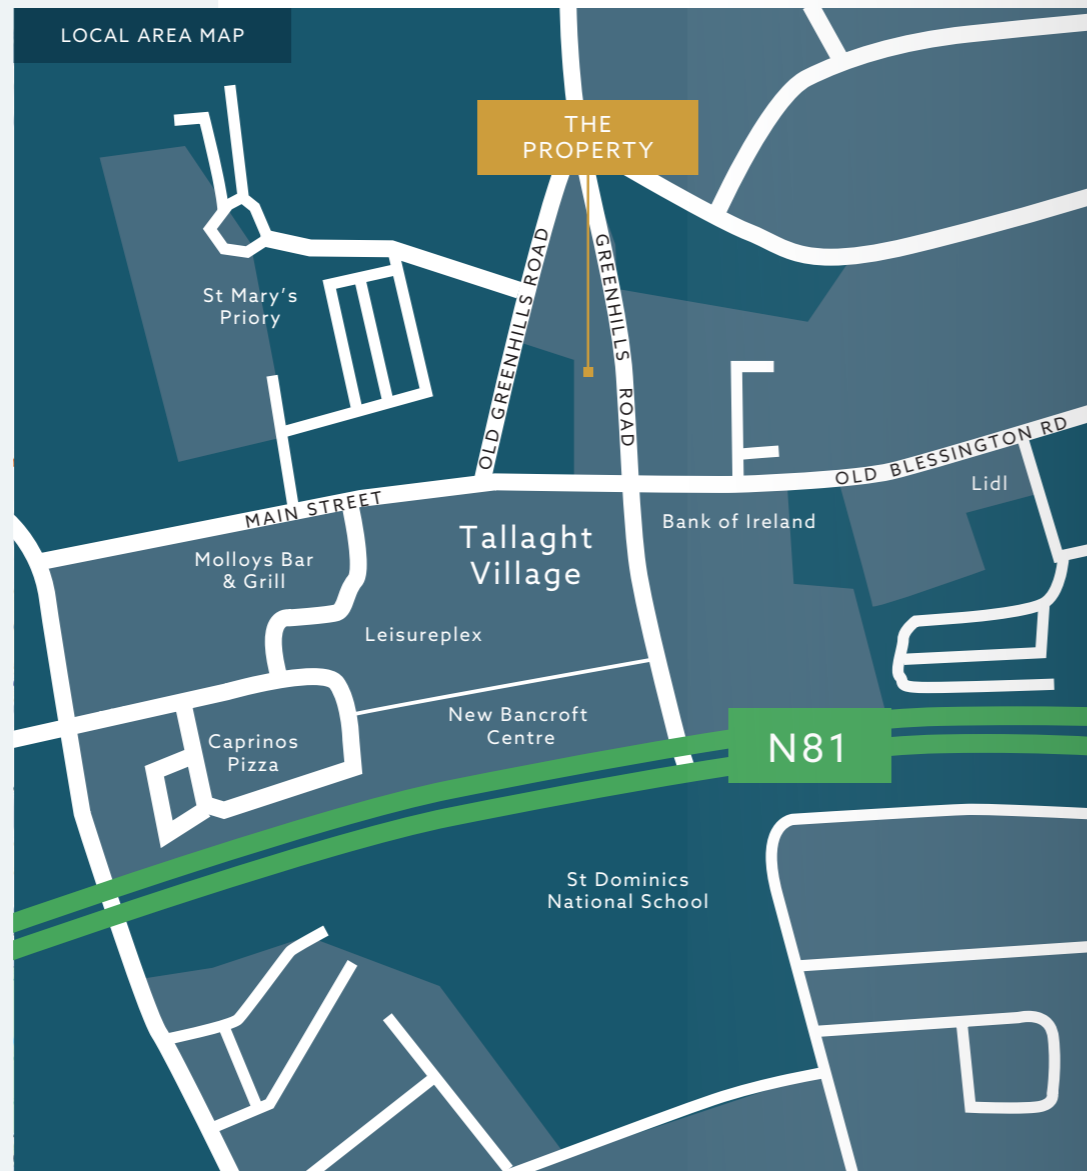 LOCAL AREA MAP
THE
PROPERTY
OLD GREENHILLS ROAD
GREENHILLS ROAD
St Mary’s
Priory
OLD BLESSINGTON RD
Lidl
MAIN STREET
Bank of Ireland
Tallaght
Village
Molloys Bar
& Grill
Leisureplex
New Bancroft
Centre
Caprinos
Pizza
N81
St Dominics
National School